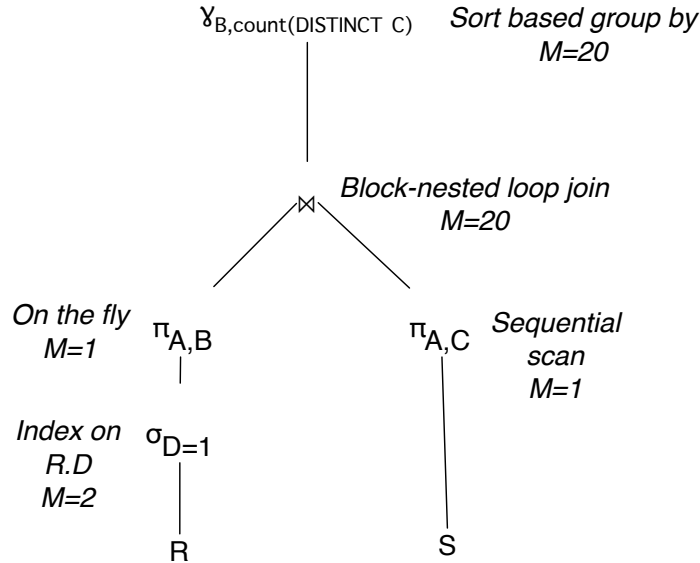 γB,count(DISTINCT C)
Sort based group by
M=20
⋈
Block-nested loop join
M=20
On the fly
M=1
πA,B
πA,C
Sequential
scan
M=1
Index on
R.D
M=2
σD=1
R
S